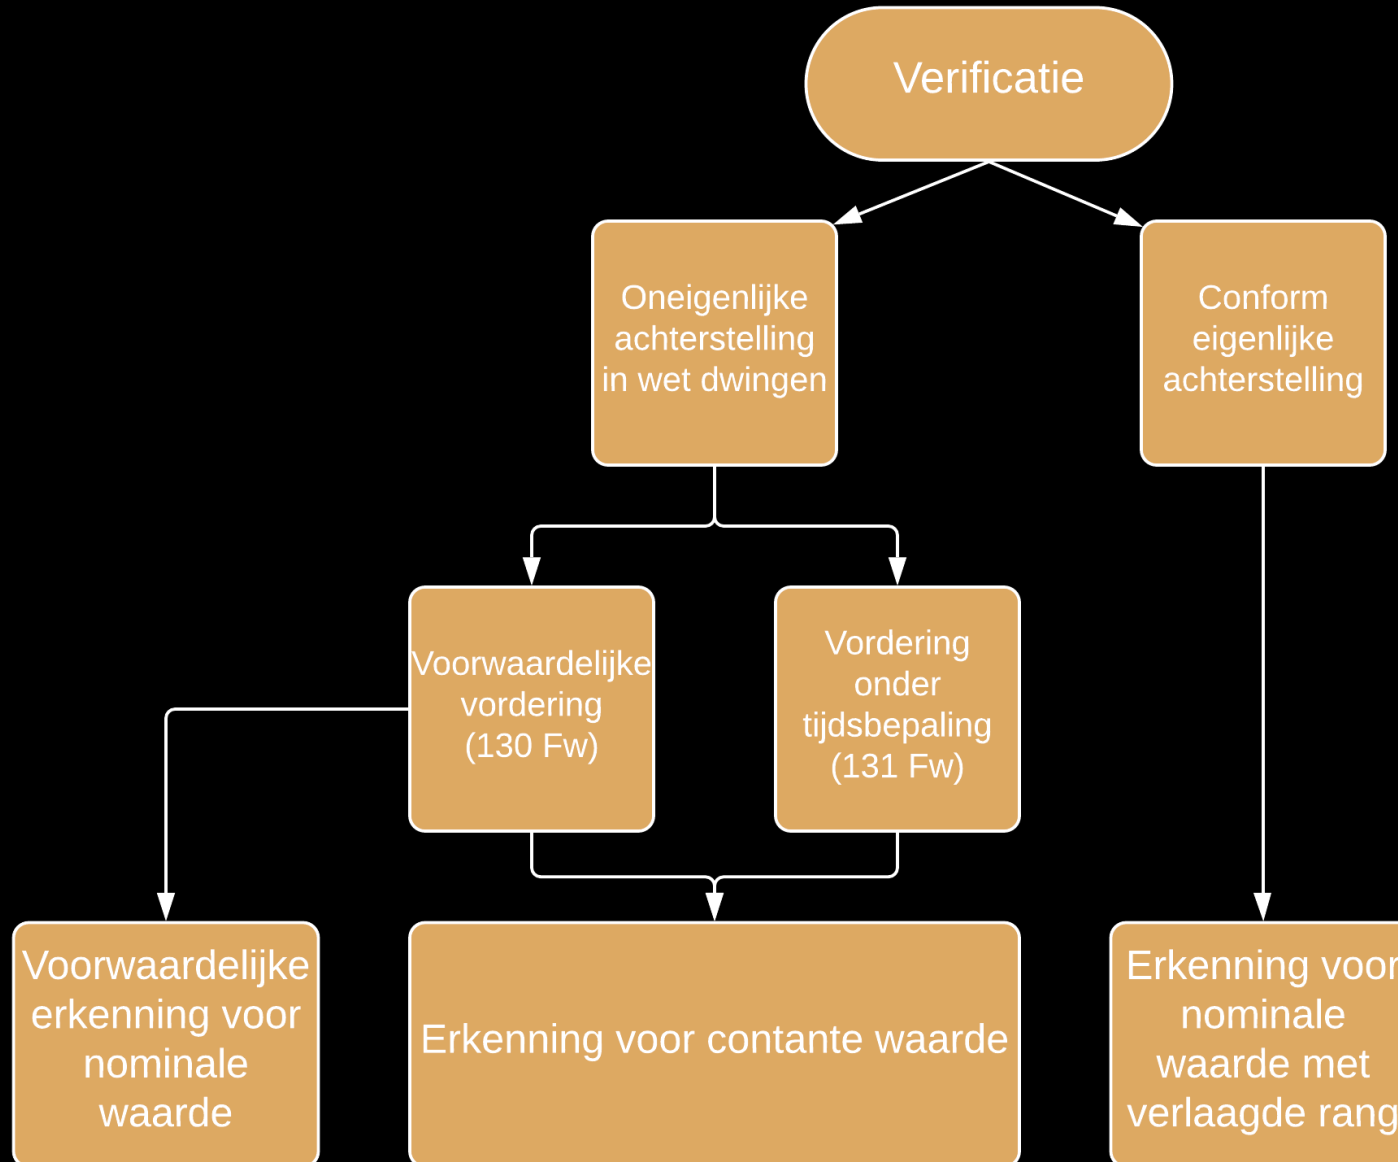 Verificatie
Oneigenlijke
achterstelling
in wet dwingen
Conform
eigenlijke
achterstelling
Voorwaardelijke
vordering
(130 Fw)
Vordering
onder
tijdsbepaling
(131 Fw)
Voorwaardelijke
erkenning voor
nominale
waarde
Erkenning voor contante waarde
Erkenning voor
nominale
waarde met
verlaagde rang